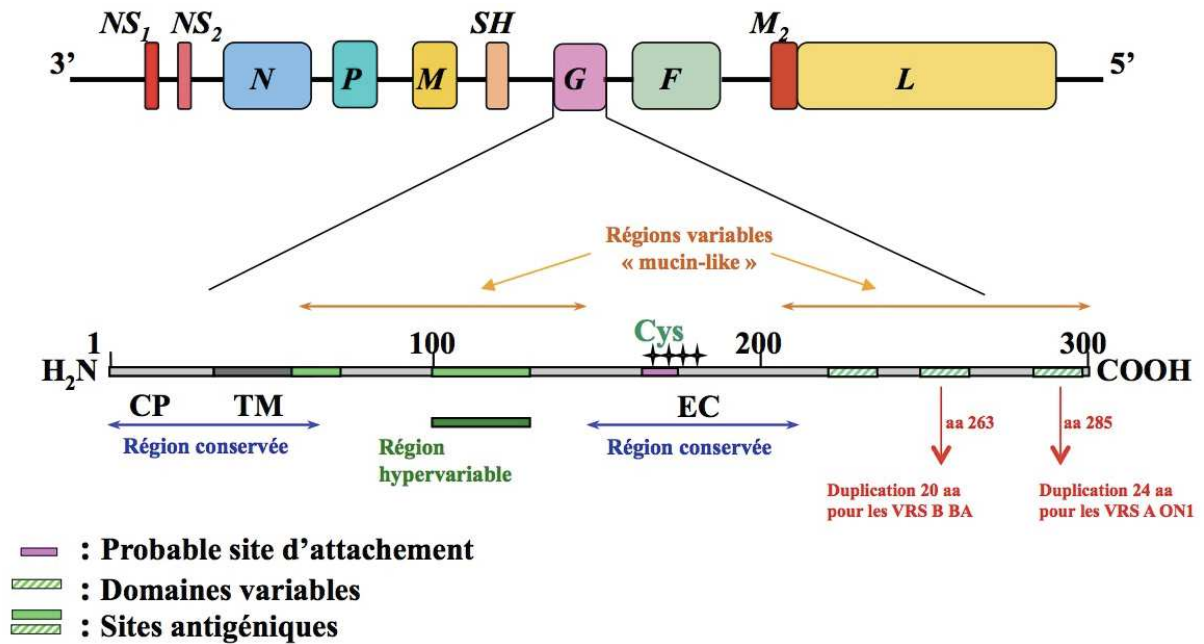 NS1 NS2 SH M2
3’ N P M G F L 5’
Régions variables
« mucin-like »
Cys
1 100 200 300
H2N COOH
CP TM EC
Région conservée
Région
hypervariable
Région conservée
aa 263
aa 285
Duplication 20 aa
pour les VRS B BA
Duplication 24 aa
pour les VRS A ON1
: Probable site d’attachement
: Domaines variables
: Sites antigéniques